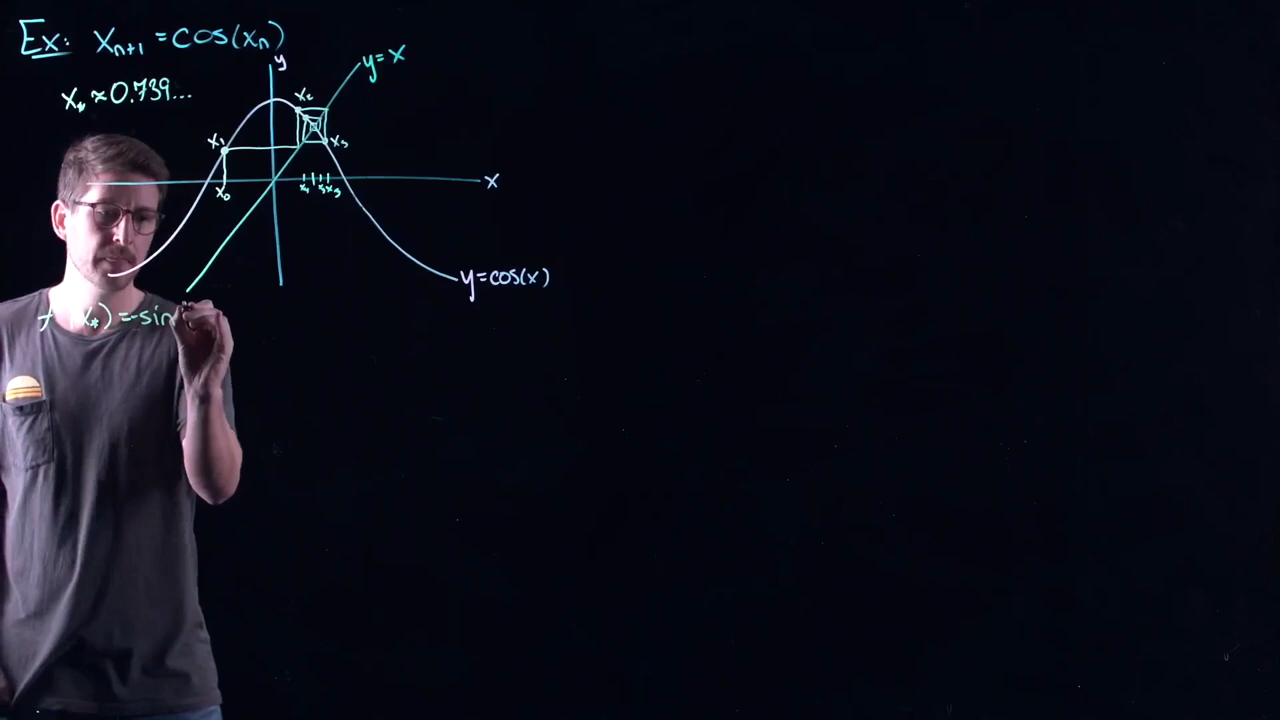 Ex: xₙ₊₁ = cos(xₙ)
x⁎ ≈ 0.739...
y
y=x
x₂
x₁
x₃
x₀
x
y=cos(x)
(x⁎) = -sin